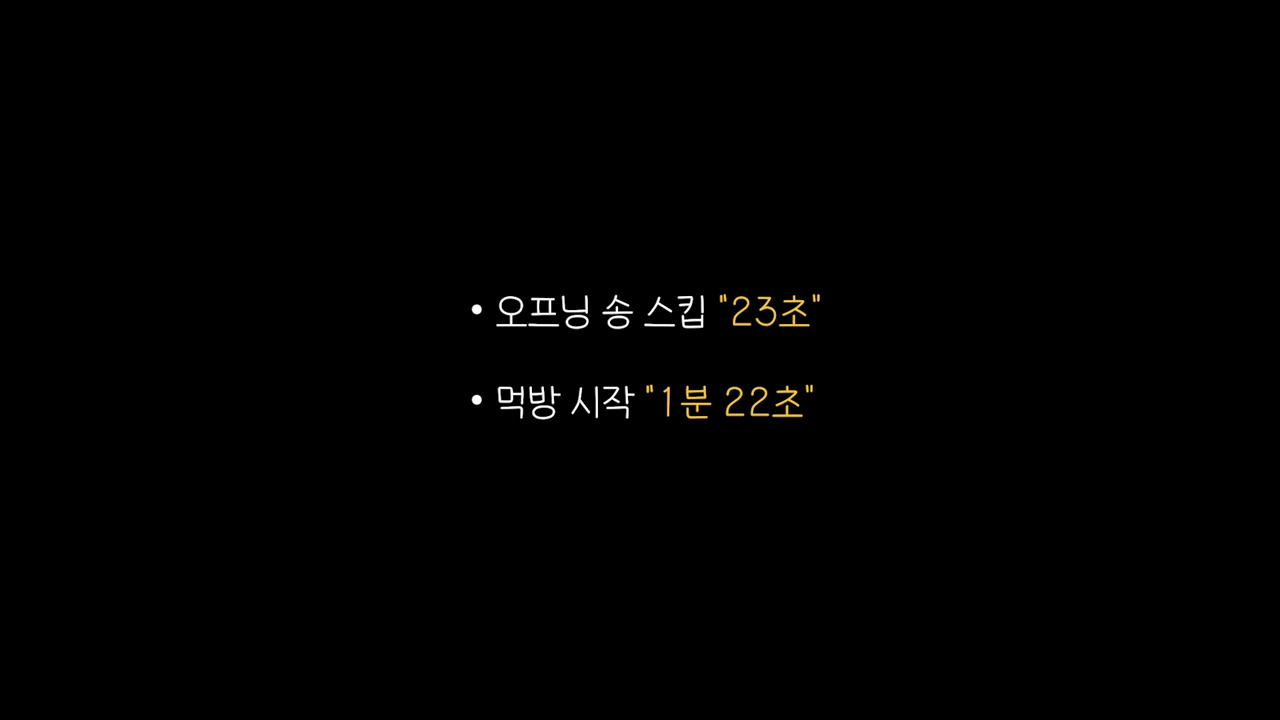 • 오프닝 송 스킵 "23초"
• 먹방 시작 "1분 22초"